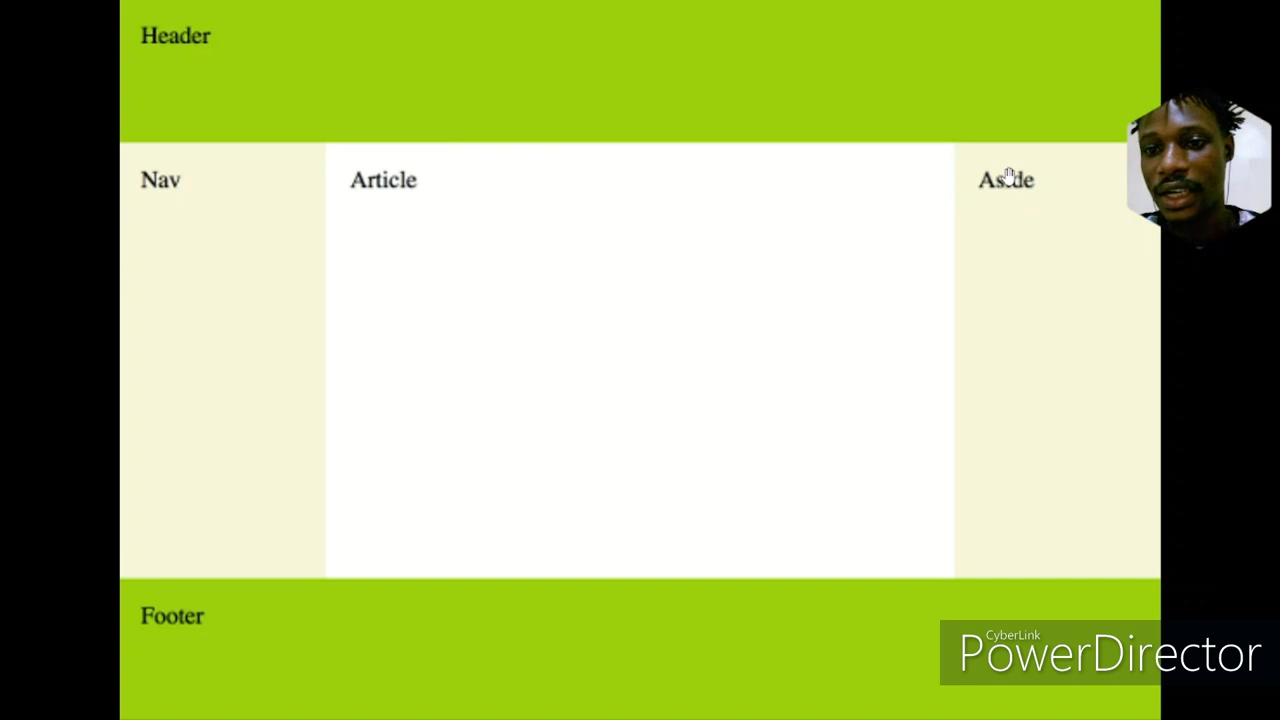 Header
Nav
Article
Aside
Footer
CyberLink
PowerDirector